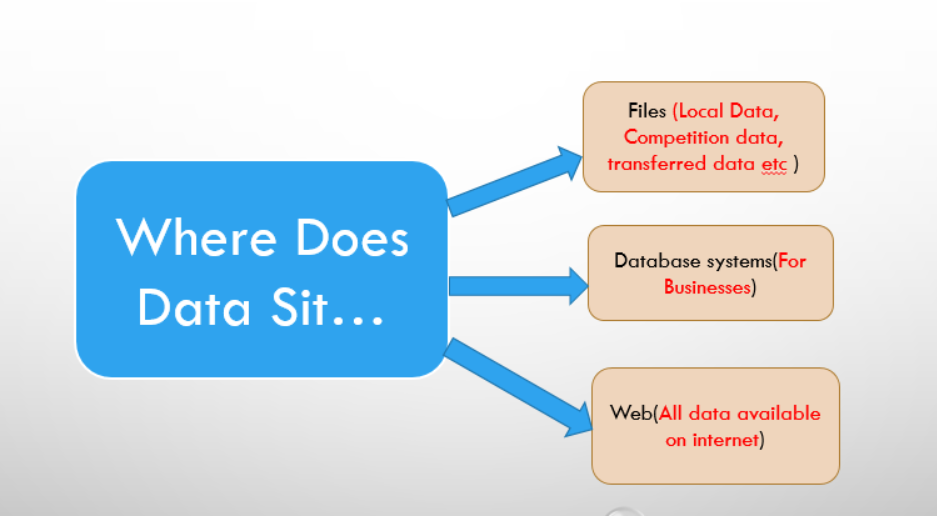 Where Does
Data Sit...
Files (Local Data,
Competition data,
transferred data etc )
Database systems(For
Businesses)
Web(All data available
on internet)